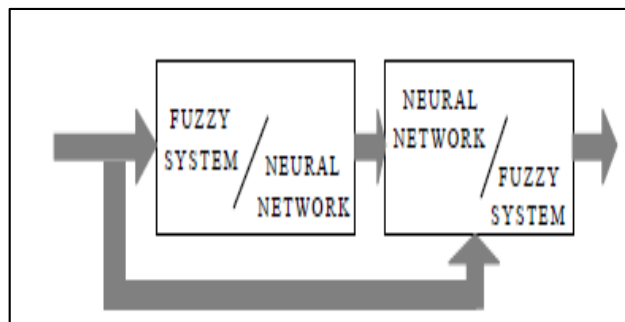 FUZZY
SYSTEM
/
NEURAL
NETWORK
NEURAL
NETWORK
/
FUZZY
SYSTEM